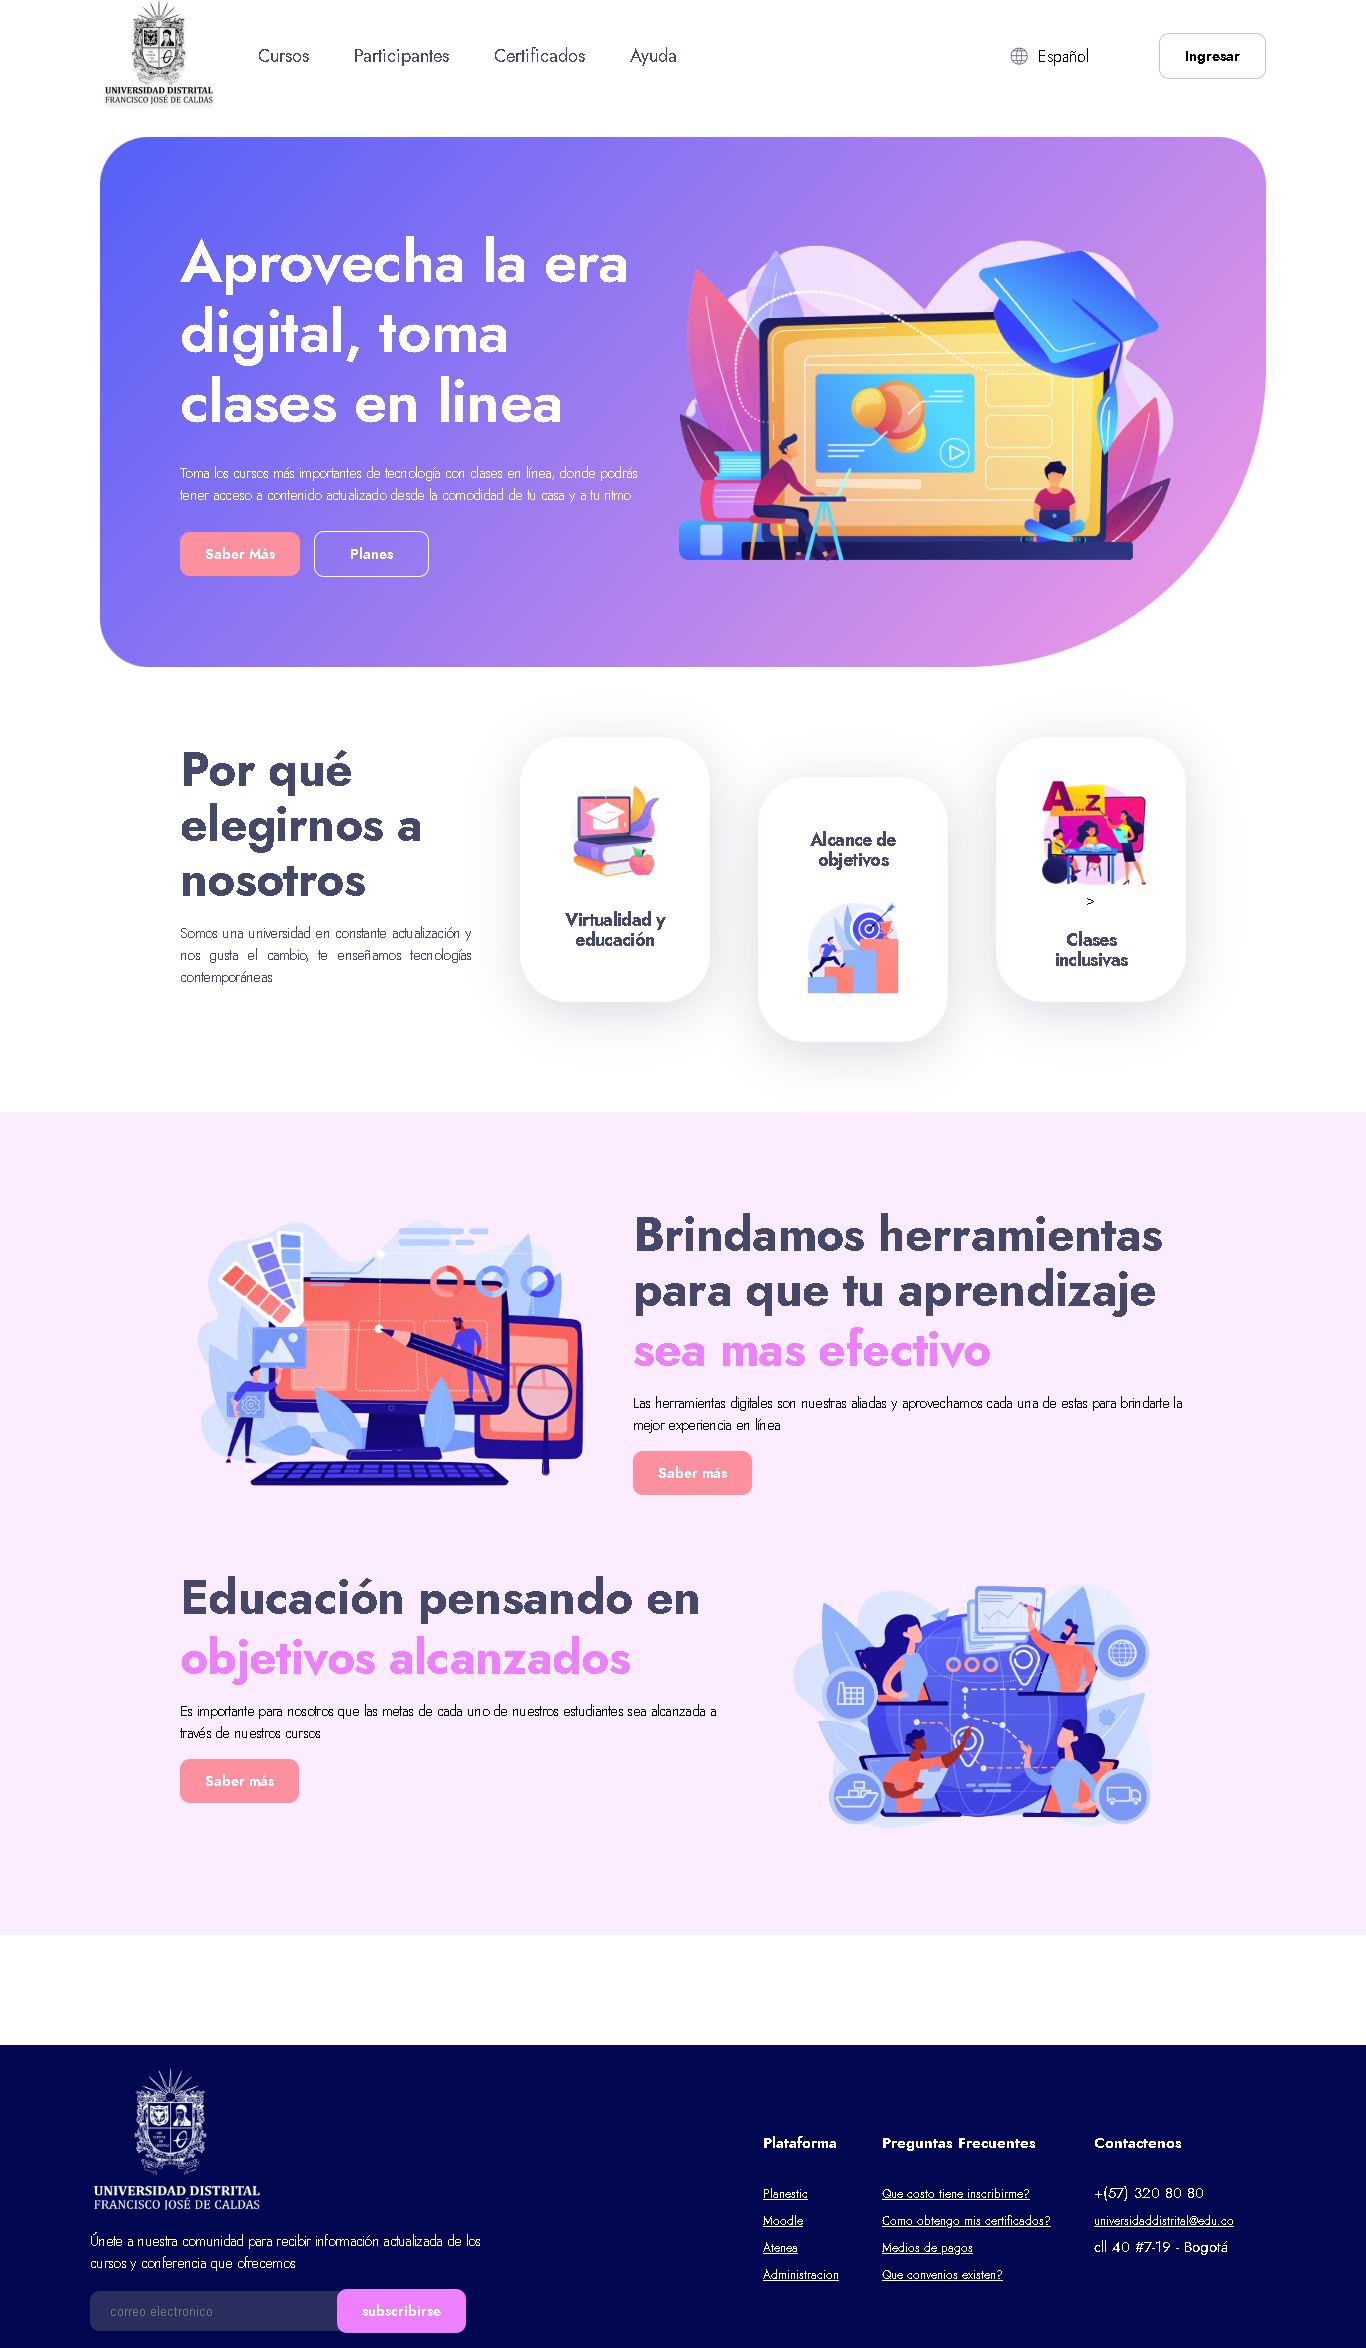 UNIVERSIDAD DISTRITAL
FRANCISCO JOSÉ DE CALDAS
Cursos
Participantes
Certificados
Ayuda
Español
Ingresar
Aprovecha la era
digital, toma
clases en linea
Toma los cursos más importantes de tecnología con clases en línea, donde podrás
tener acceso a contenido actualizado desde la comodidad de tu casa y a tu ritmo
Saber Más
Planes
Por qué
elegirnos a
nosotros
Somos una universidad en constante actualización y
nos gusta el cambio, te enseñamos tecnologías
contemporáneas
Virtualidad y
educación
Alcance de
objetivos
A...z
>
Clases
inclusivas
Brindamos herramientas
para que tu aprendizaje
sea mas efectivo
Las herramientas digitales son nuestras aliadas y aprovechamos cada una de estas para brindarte la
mejor experiencia en línea
Saber más
Educación pensando en
objetivos alcanzados
Es importante para nosotros que las metas de cada uno de nuestros estudiantes sea alcanzada a
través de nuestros cursos
Saber más
UNIVERSIDAD DISTRITAL
FRANCISCO JOSÉ DE CALDAS
Únete a nuestra comunidad para recibir información actualizada de los
cursos y conferencia que ofrecemos
correo electronico
subscribirse
Plataforma
Planestic
Moodle
Atenea
Administracion
Preguntas Frecuentes
Que costo tiene inscribirme?
Como obtengo mis certificados?
Medios de pagos
Que convenios existen?
Contactenos
+(57) 320 80 80
universidaddistrital@edu.co
cll 40 #7-19 - Bogotá